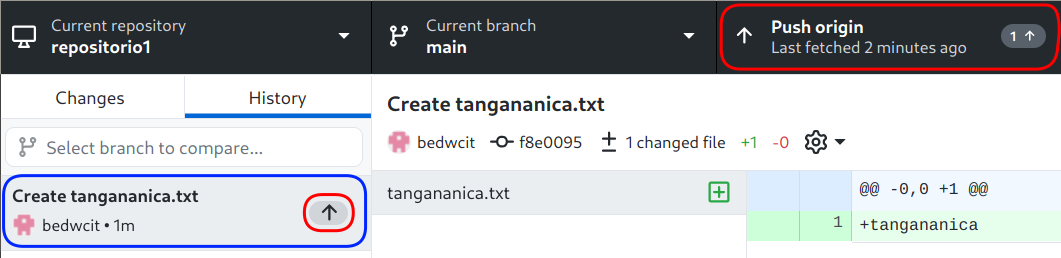 Current repository
repositorio1
Current branch
main
Push origin
Last fetched 2 minutes ago
1
Changes
History
Select branch to compare...
Create tangananica.txt
bedwcit • 1m
Create tangananica.txt
bedwcit
f8e0095
1 changed file
+1
-0
tangananica.txt
@@ -0,0 +1 @@
1 +tangananica